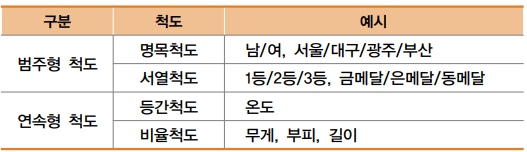 구분 척도 예시
범주형 척도 명목척도 남/여, 서울/대구/광주/부산
서열척도 1등/2등/3등, 금메달/은메달/동메달
연속형 척도 등간척도 온도
비율척도 무게, 부피, 길이